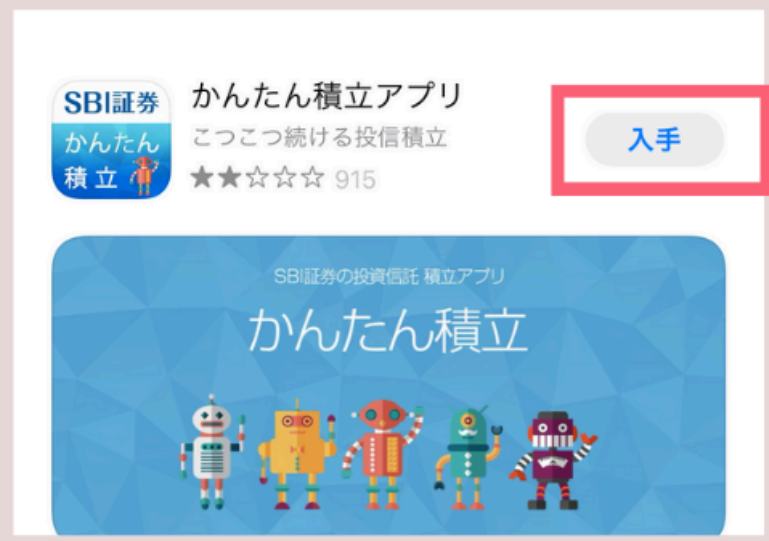 SBI証券
かんたん
積立
かんたん積立アプリ
こつこつ続ける投信積立
★★☆☆☆ 915
入手
SBI証券の投資信託 積立アプリ
かんたん積立